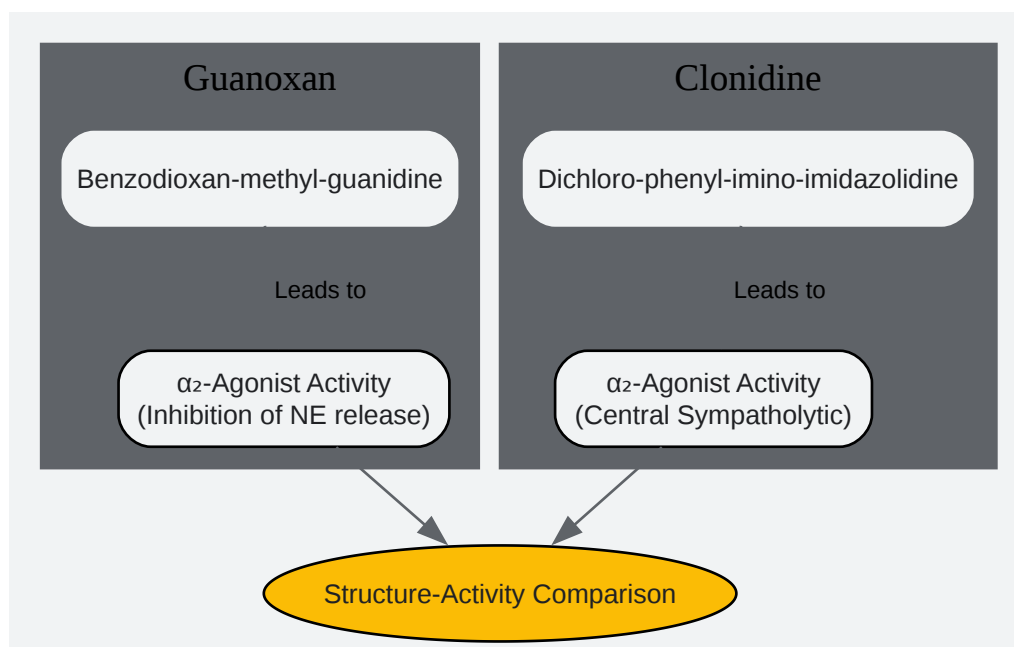 Guanoxan
Benzodioxan-methyl-guanidine
Leads to
α₂-Agonist Activity
(Inhibition of NE release)
Clonidine
Dichloro-phenyl-imino-imidazolidine
Leads to
α₂-Agonist Activity
(Central Sympatholytic)
Structure-Activity Comparison